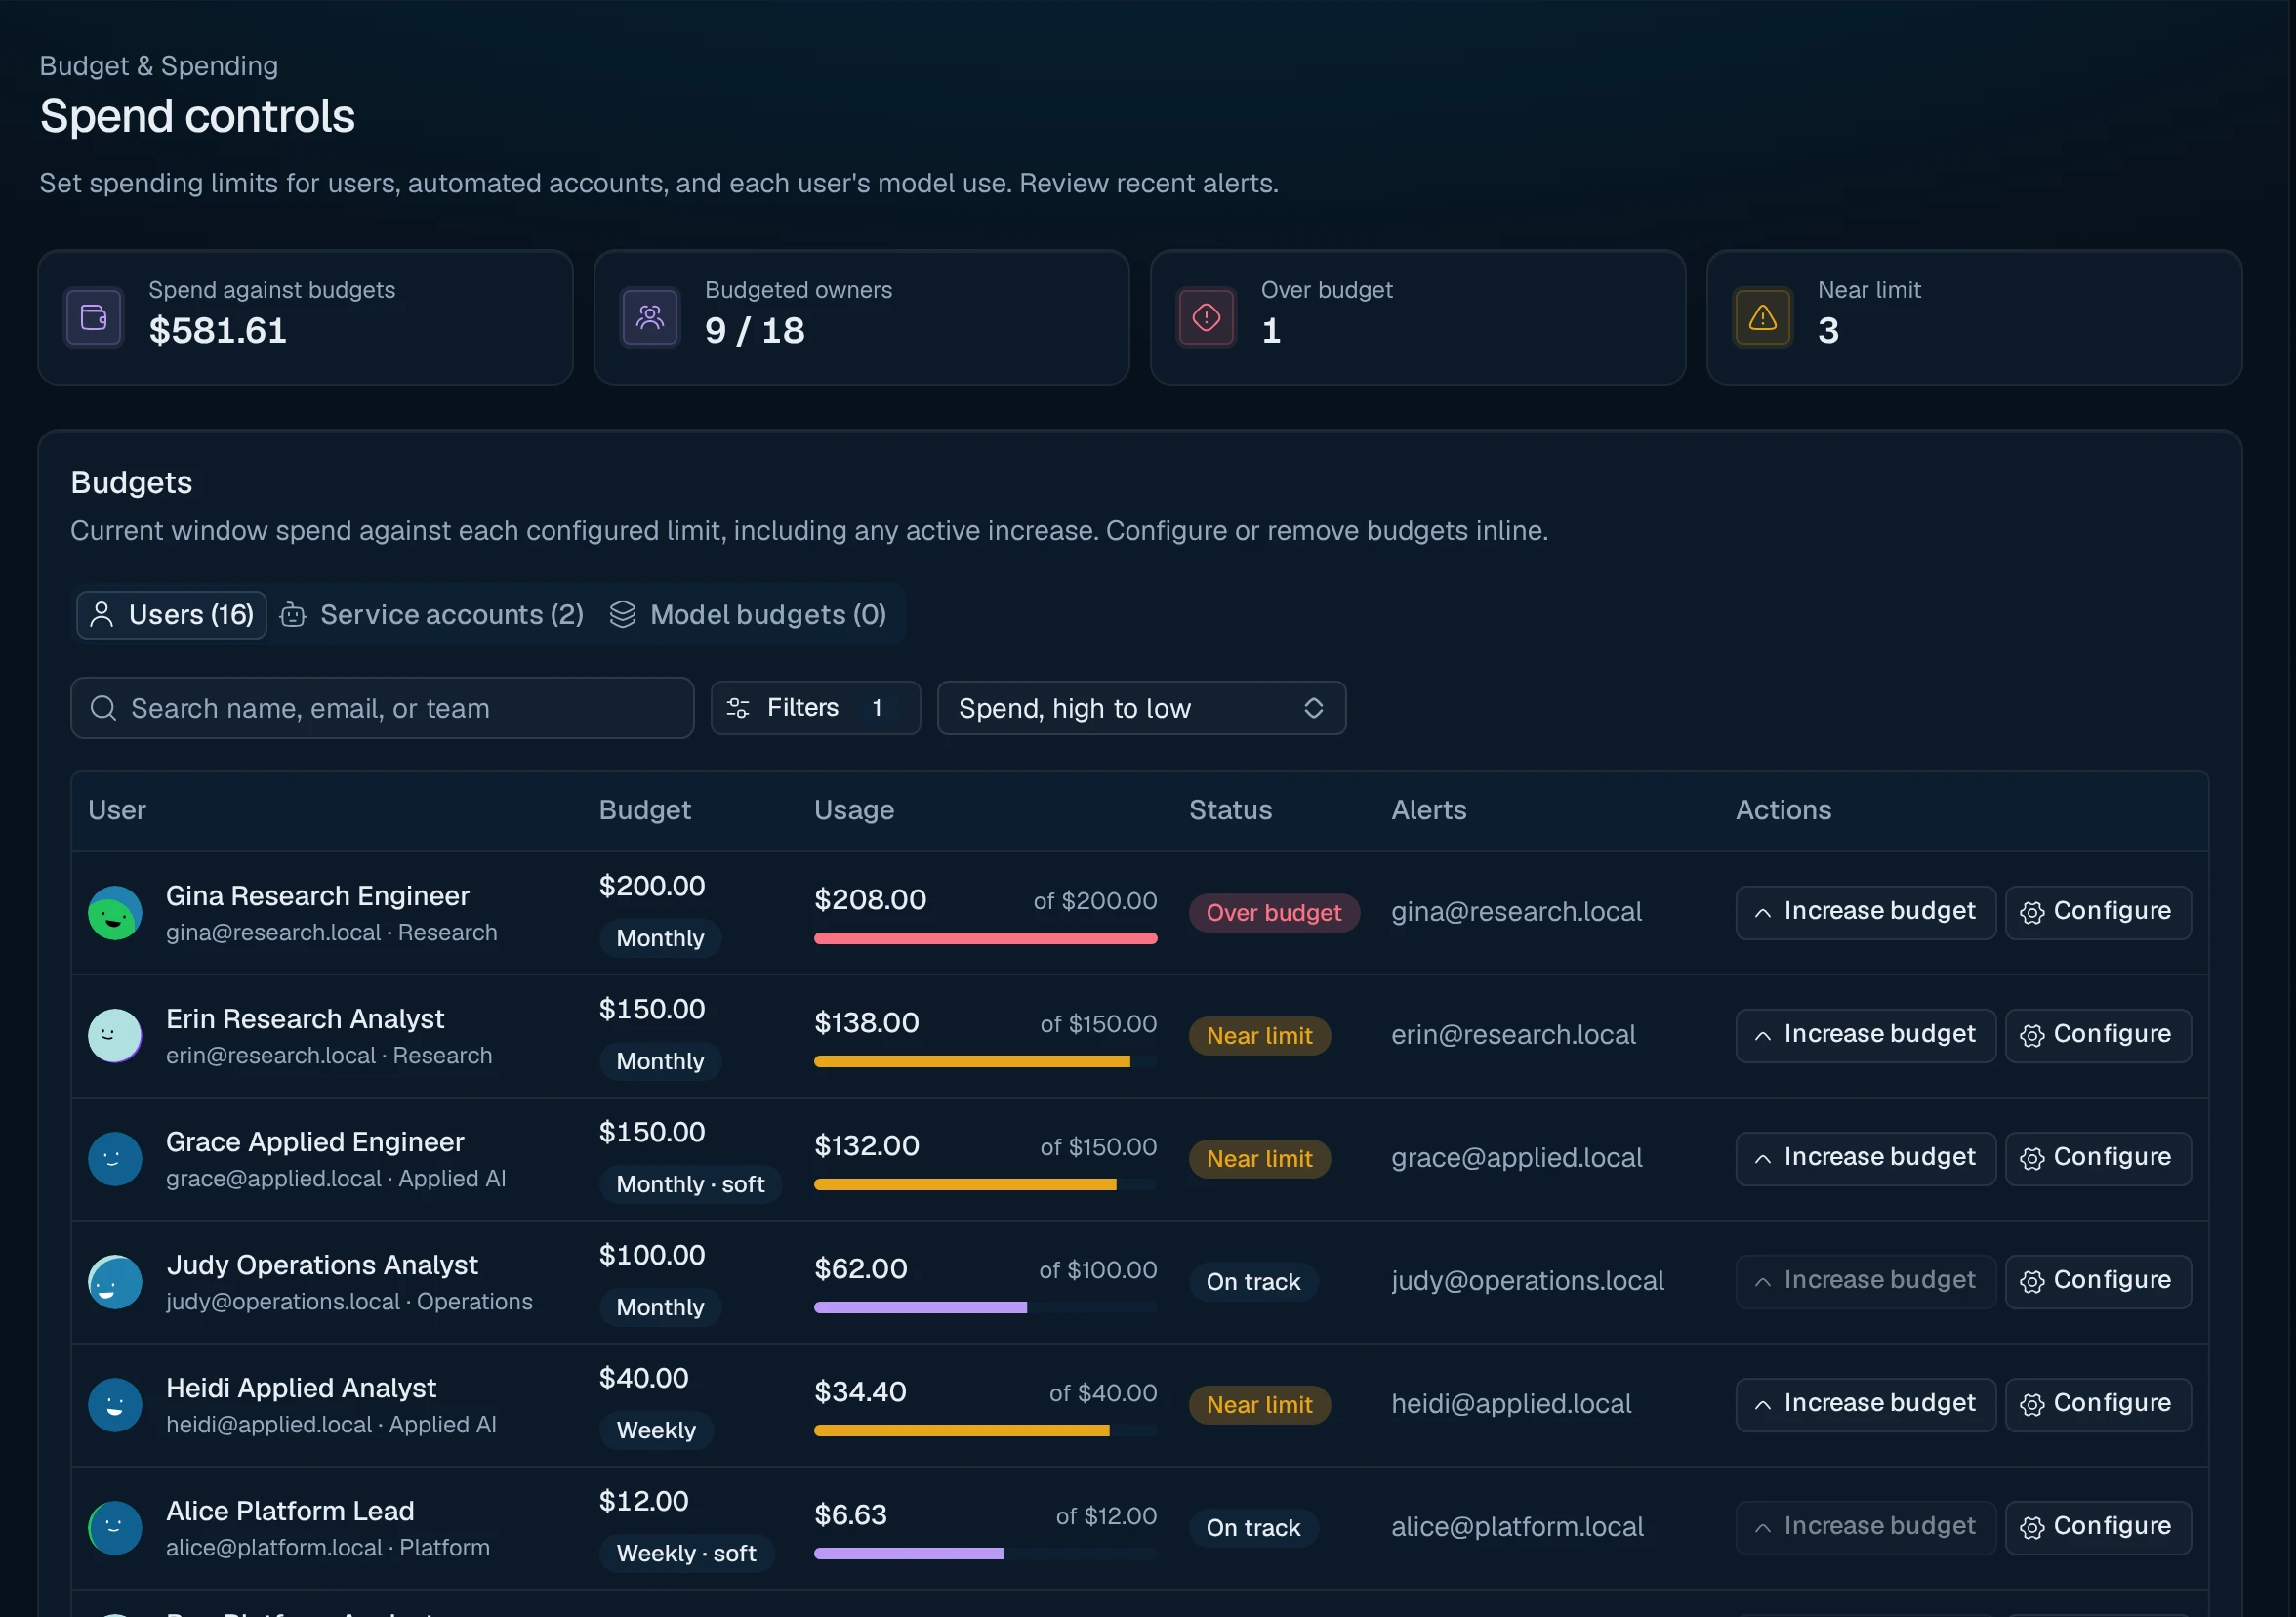 Budget & Spending
Spend controls
Set spending limits for users, automated accounts, and each user's model use. Review recent alerts.
Spend against budgets
$581.61
Budgeted owners
9 / 18
Over budget
1
Near limit
3
Budgets
Current window spend against each configured limit, including any active increase. Configure or remove budgets inline.
Users (16) Service accounts (2) Model budgets (0)
Search name, email, or team Filters 1 Spend, high to low
User Budget Usage Status Alerts Actions
Gina Research Engineer
gina@research.local · Research
$200.00
Monthly
$208.00 of $200.00
Over budget
gina@research.local
Increase budget Configure
Erin Research Analyst
erin@research.local · Research
$150.00
Monthly
$138.00 of $150.00
Near limit
erin@research.local
Increase budget Configure
Grace Applied Engineer
grace@applied.local · Applied AI
$150.00
Monthly · soft
$132.00 of $150.00
Near limit
grace@applied.local
Increase budget Configure
Judy Operations Analyst
judy@operations.local · Operations
$100.00
Monthly
$62.00 of $100.00
On track
judy@operations.local
Increase budget Configure
Heidi Applied Analyst
heidi@applied.local · Applied AI
$40.00
Weekly
$34.40 of $40.00
Near limit
heidi@applied.local
Increase budget Configure
Alice Platform Lead
alice@platform.local · Platform
$12.00
Weekly · soft
$6.63 of $12.00
On track
alice@platform.local
Increase budget Configure